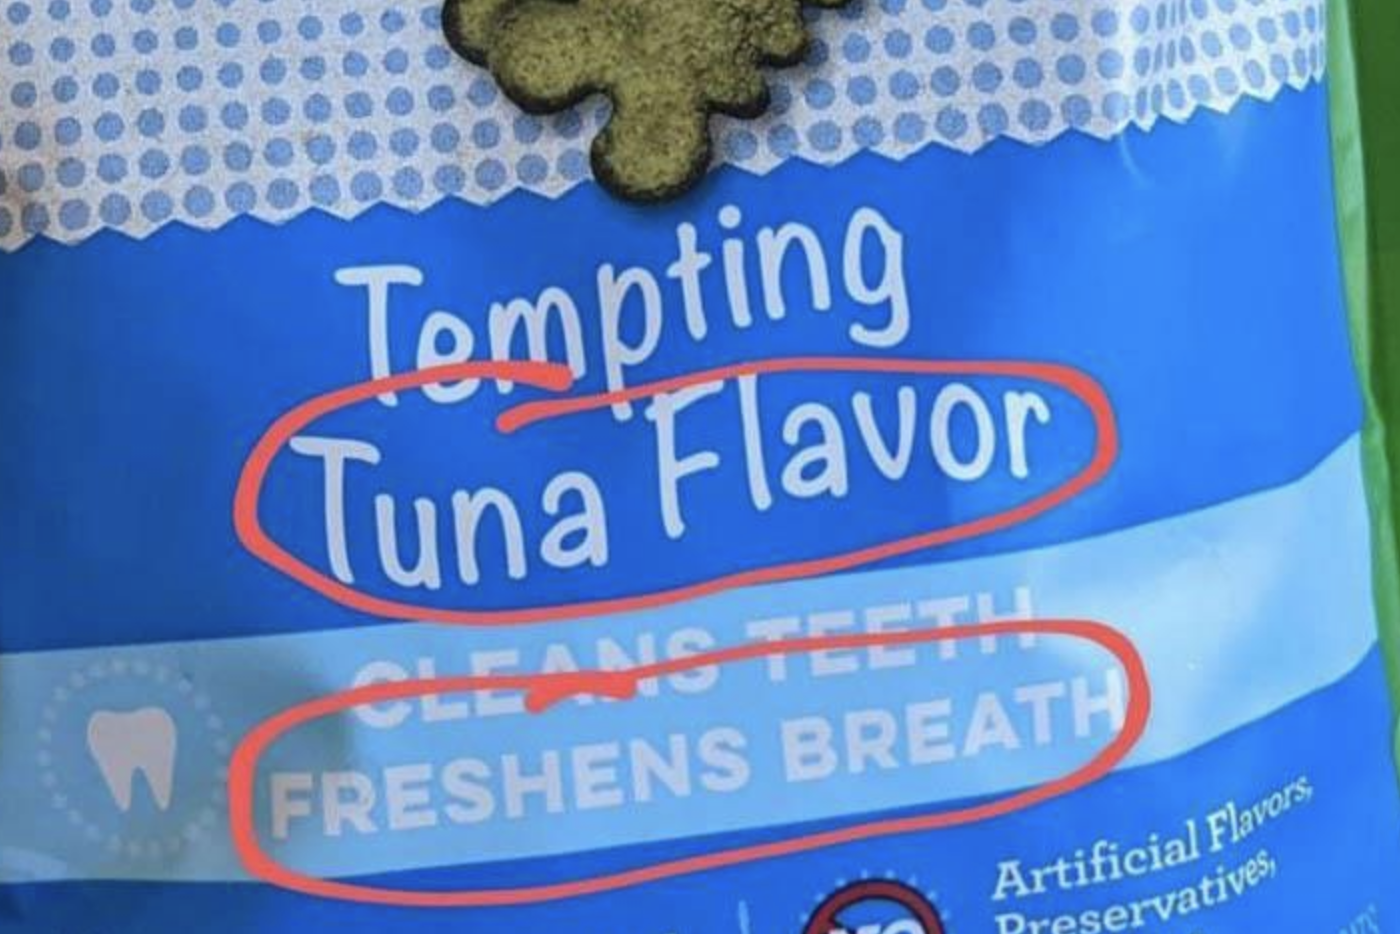 Tempting
Tuna Flavor
CLEANS TEETH
FRESHENS BREATH
Artificial Flavors,
Preservatives,